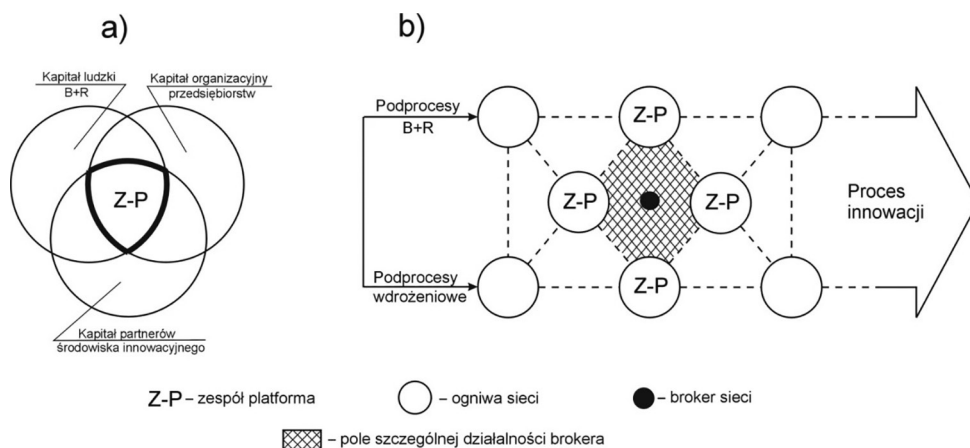 a)
Kapitał ludzki
B+R
Kapitał organizacyjny
przedsiębiorstw
Z-P
Kapitał partnerów
środowiska innowacyjnego
b)
Podprocesy
B+R
Z-P
Z-P
Z-P
Proces
innowacji
Podprocesy
wdrożeniowe
Z-P
Z-P – zespół platforma
– ogniwa sieci
– broker sieci
– pole szczególnej działalności brokera